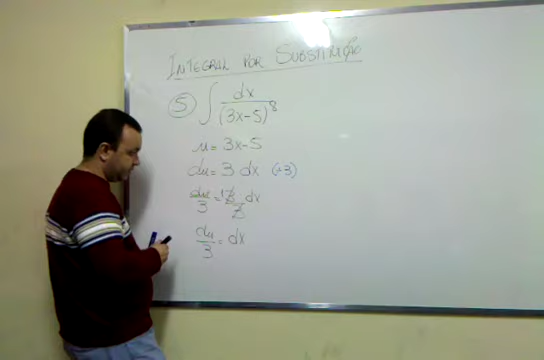 INTEGRAL POR SUBSTITUIÇÃO
5 ∫ dx / (3x-5)^8
u = 3x-5
du = 3 dx (÷3)
du/3 = 3/3 dx
du/3 = dx